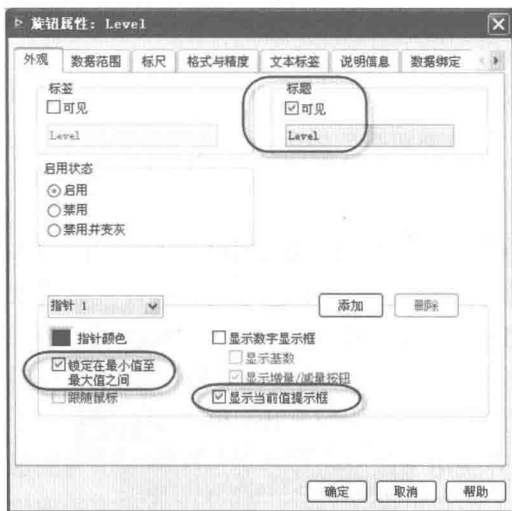 旋钮属性: Level
外观 数据范围 标尺 格式与精度 文本标签 说明信息 数据绑定
标签
可见
Level
标题
可见
Level
启用状态
启用
禁用
禁用并变灰
指针 1
添加
删除
指针颜色
锁定在最小值至
最大值之间
跟随鼠标
显示数字显示框
显示基数
显示增量/减量按钮
显示当前值提示框
确定 取消 帮助